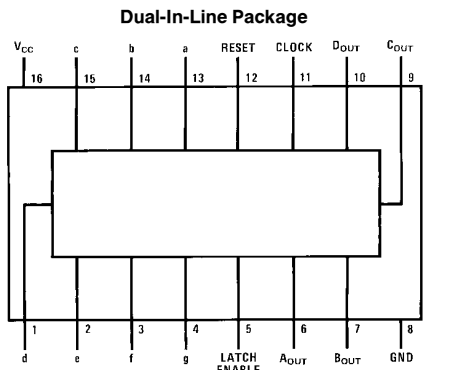 Dual-In-Line Package
VCC c b a RESET CLOCK DOUT COUT
16 15 14 13 12 11 10 9
1 2 3 4 5 6 7 8
d e f g LATCH AOUT BOUT GND
ENABLE